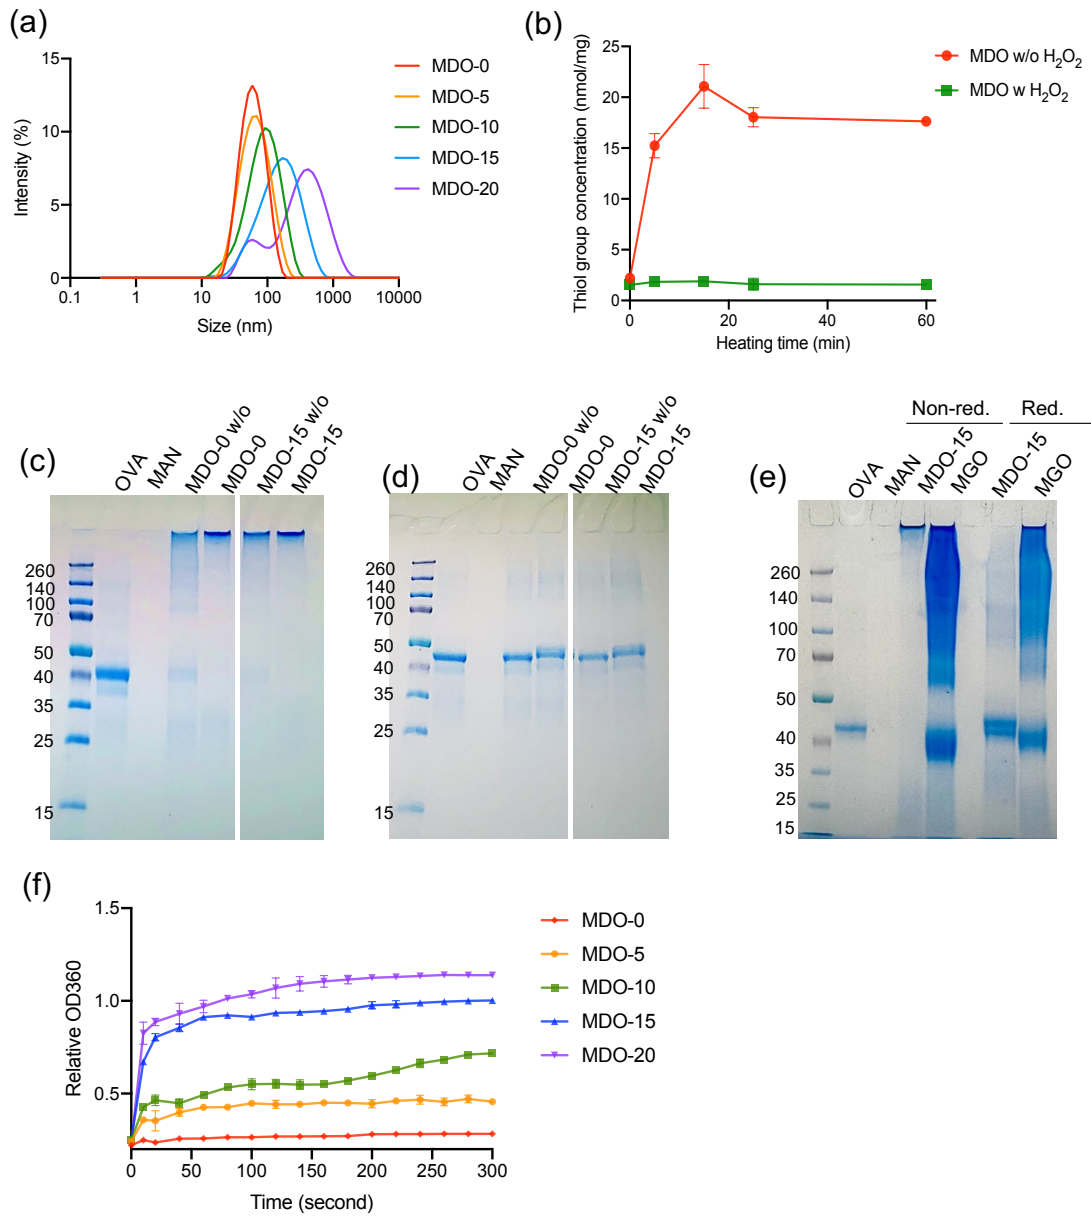 (a)
15
10
5
0
Intensity (%)
0.1 1 10 100 1000 10000
Size (nm)
MDO-0
MDO-5
MDO-10
MDO-15
MDO-20
(b)
25
20
15
10
5
0
Thiol group concentration (nmol/mg)
0 20 40 60
Heating time (min)
MDO w/o H₂O₂
MDO w H₂O₂
(c)
OVA
MAN
MDO-0 w/o
MDO-0
MDO-15 w/o
MDO-15
260
140
100
70
50
40
35
25
15
(d)
OVA
MAN
MDO-0 w/o
MDO-0
MDO-15 w/o
MDO-15
260
140
100
70
50
40
35
25
15
(e)
Non-red. Red.
OVA
MAN
MDO-15
MGO
MDO-15
MGO
260
140
100
70
50
40
35
25
15
(f)
1.5
1.0
0.5
Relative OD360
0 50 100 150 200 250 300
Time (second)
MDO-0
MDO-5
MDO-10
MDO-15
MDO-20